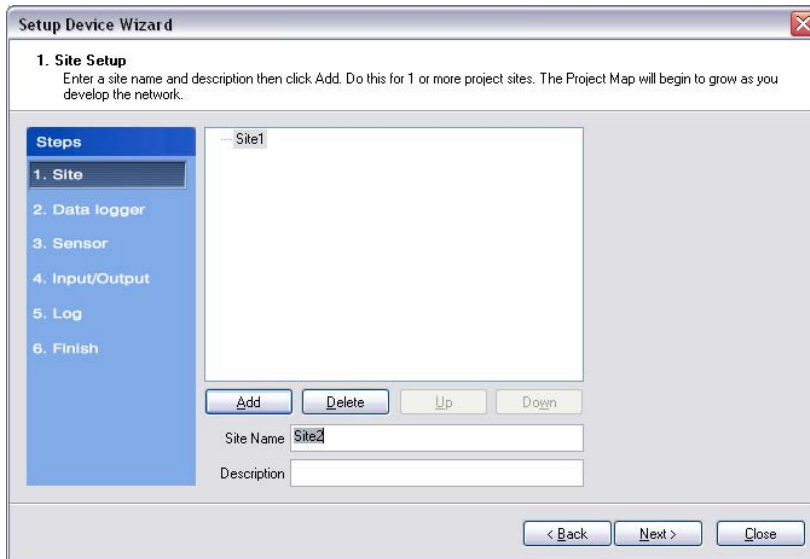 Setup Device Wizard
1. Site Setup
Enter a site name and description then click Add. Do this for 1 or more project sites. The Project Map will begin to grow as you
develop the network.
Steps
1. Site
2. Data logger
3. Sensor
4. Input/Output
5. Log
6. Finish
Site1
Add
Delete
Up
Down
Site Name
Site2
Description
< Back
Next >
Close